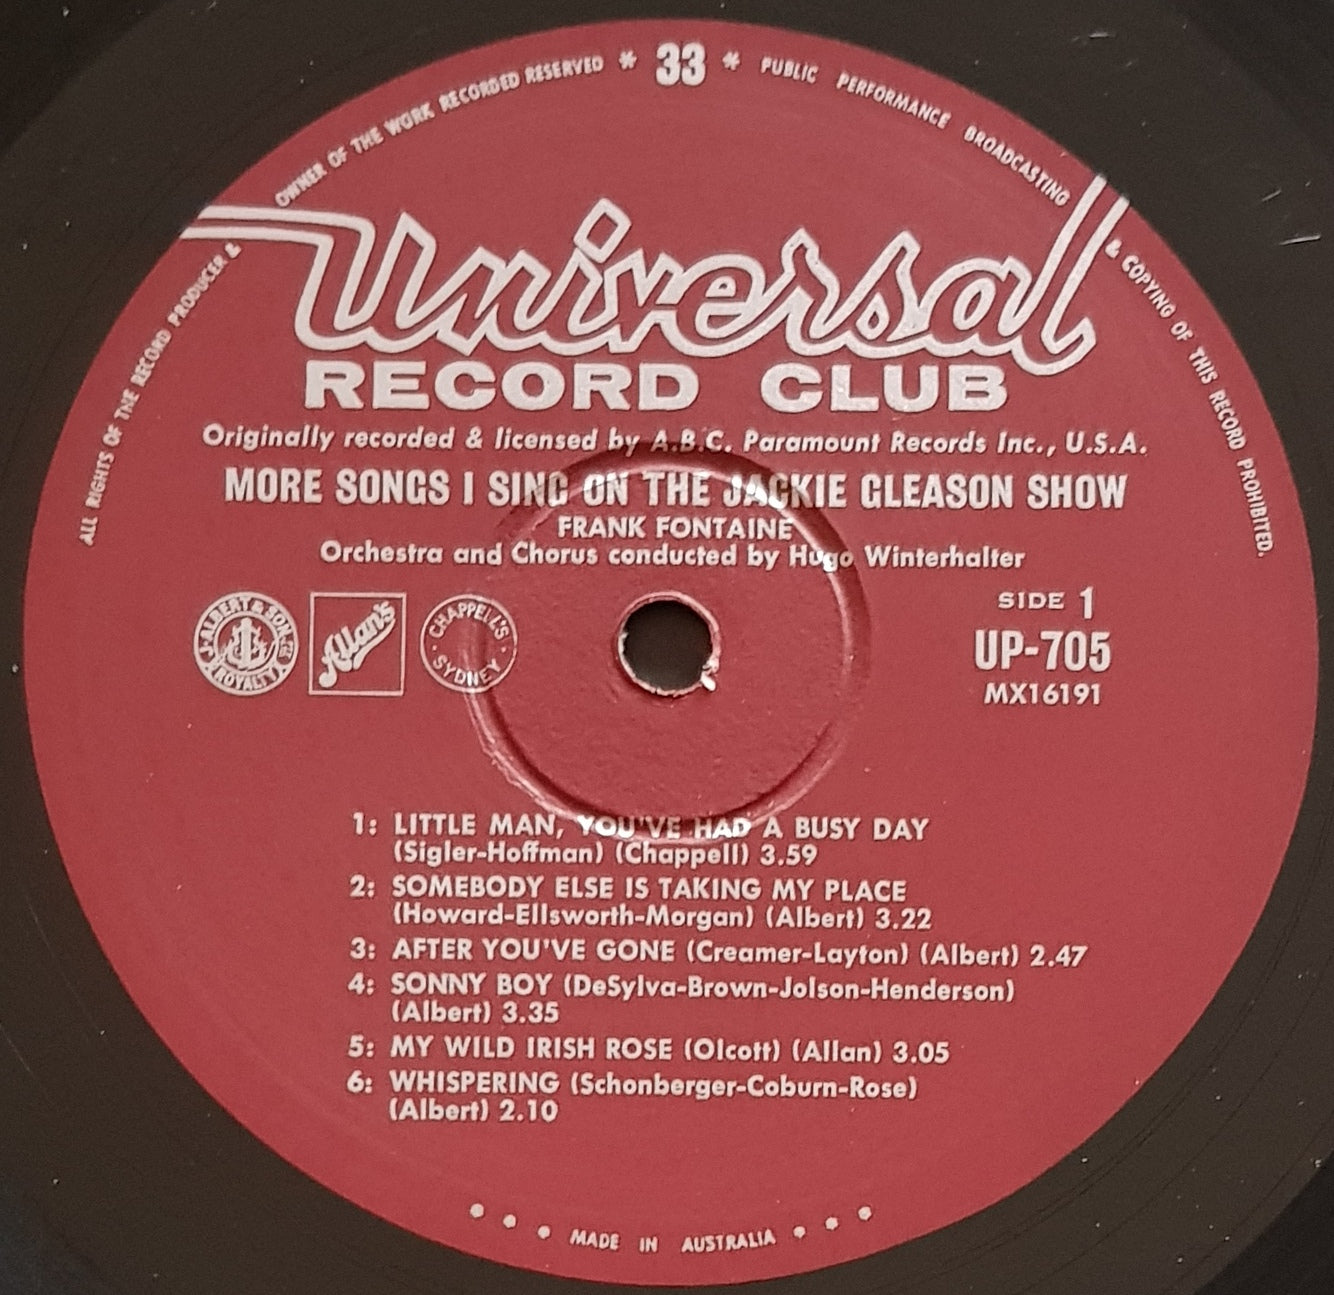 ALL RIGHTS OF THE RECORD PRODUCER & OWNER OF THE WORK RECORDED RESERVED * 33 * PUBLIC PERFORMANCE BROADCASTING & COPYING OF THIS RECORD PROHIBITED.
Universal
RECORD CLUB
Originally recorded & licensed by A.B.C. Paramount Records Inc., U.S.A.
MORE SONGS I SING ON THE JACKIE GLEASON SHOW
FRANK FONTAINE
Orchestra and Chorus conducted by Hugo Winterhalter
J. ALBERT & SON PTY. LTD. ROYALTY
Allan's
CHAPPELL'S SYDNEY
SIDE 1
UP-705
MX16191
1: LITTLE MAN, YOU'VE HAD A BUSY DAY
(Sigler-Hoffman) (Chappell) 3.59
2: SOMEBODY ELSE IS TAKING MY PLACE
(Howard-Ellsworth-Morgan) (Albert) 3.22
3: AFTER YOU'VE GONE (Creamer-Layton) (Albert) 2.47
4: SONNY BOY (DeSylva-Brown-Jolson-Henderson)
(Albert) 3.35
5: MY WILD IRISH ROSE (Olcott) (Allan) 3.05
6: WHISPERING (Schonberger-Coburn-Rose)
(Albert) 2.10
• • • MADE IN AUSTRALIA • • •